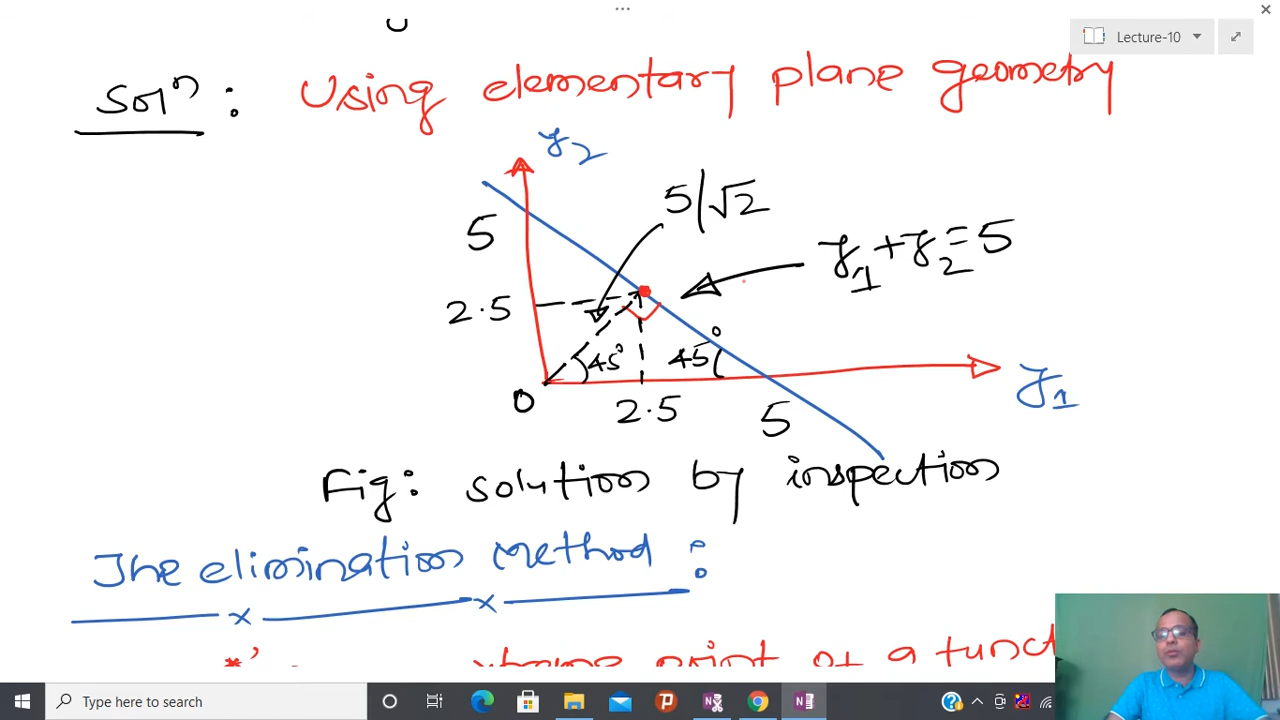 Lecture-10
Soln : Using elementary plane geometry
y2
5/√2
5
y1+y2=5
2.5
45°
45°
0
2.5
5
y1
Fig: solution by inspection
The elimination method :
x x
Type here to search